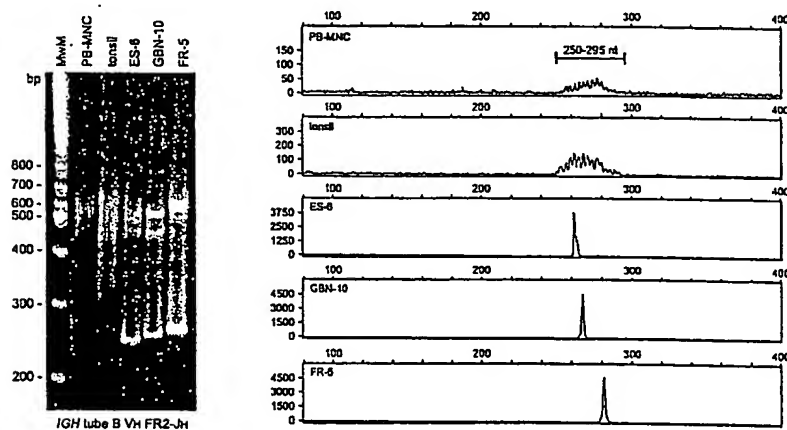 MwM PB-MNC tonsil ES-6 GBN-10 FR-5
bp
800 -
700 -
600 -
500 -
400 -
300 -
200 -
IGH tube B VH FR2-JH
100 200 300 400
PB-MNC
250-295 nt
150
100
50
0
100 200 300 400
tonsil
300
200
100
0
100 200 300 400
ES-6
3750
2500
1250
0
100 200 300 400
GBN-10
4500
3000
1500
0
100 200 300 400
FR-5
4500
3000
1500
0